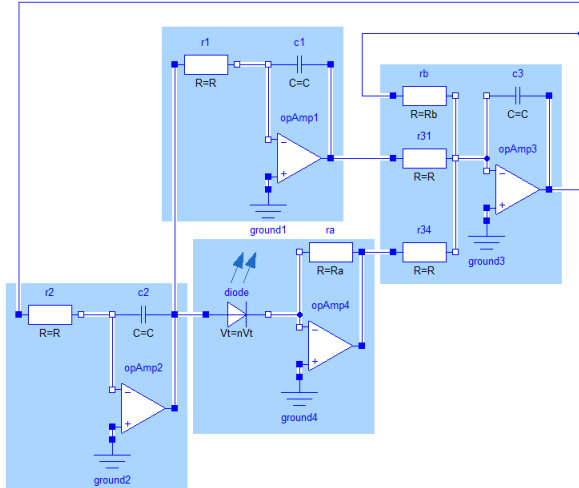 r1
R=R
c1
C=C
opAmp1
−
+
ground1
rb
R=Rb
r31
R=R
r34
R=R
c3
C=C
opAmp3
−
+
ground3
r2
R=R
c2
C=C
opAmp2
−
+
ground2
diode
Vt=nVt
ra
R=Ra
opAmp4
−
+
ground4